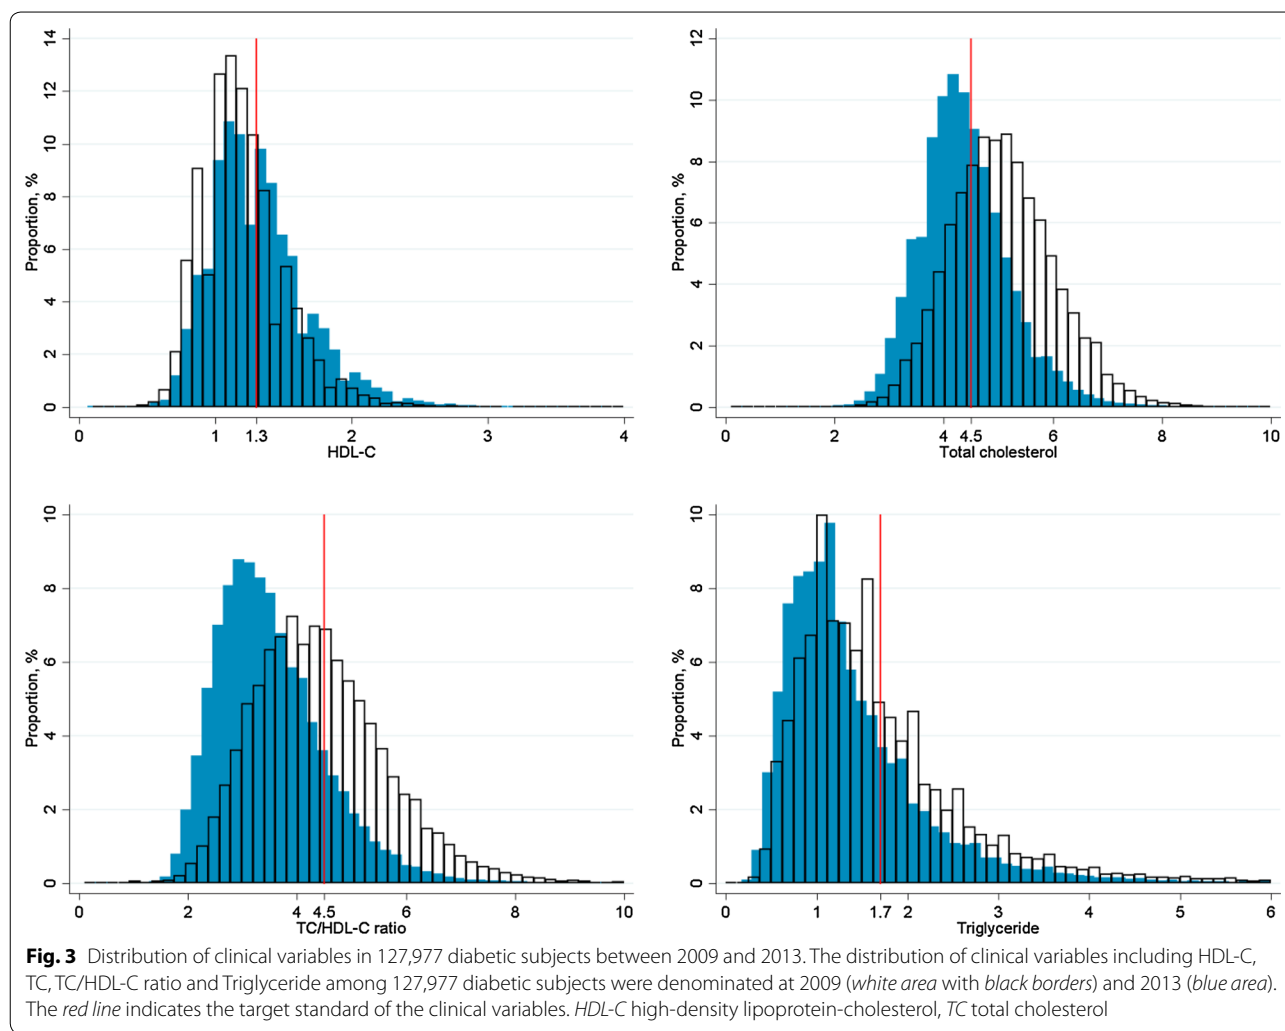 14
12
10
8
6
4
2
0
Proportion, %
0 1 1.3 2 3 4
HDL-C
12
10
8
6
4
2
0
Proportion, %
0 2 4 4.5 6 8 10
Total cholesterol
10
8
6
4
2
0
Proportion, %
0 2 4 4.5 6 8 10
TC/HDL-C ratio
10
8
6
4
2
0
Proportion, %
0 1 1.7 2 3 4 5 6
Triglyceride
Fig. 3 Distribution of clinical variables in 127,977 diabetic subjects between 2009 and 2013. The distribution of clinical variables including HDL-C,
TC, TC/HDL-C ratio and Triglyceride among 127,977 diabetic subjects were denominated at 2009 (white area with black borders) and 2013 (blue area).
The red line indicates the target standard of the clinical variables. HDL-C high-density lipoprotein-cholesterol, TC total cholesterol